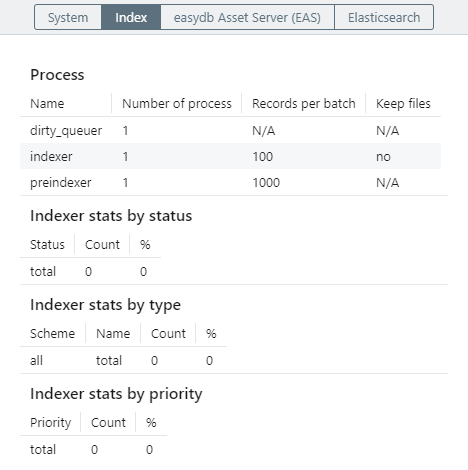 System Index easydb Asset Server (EAS) Elasticsearch
Process
Name Number of process Records per batch Keep files
dirty_queuer 1 N/A N/A
indexer 1 100 no
preindexer 1 1000 N/A
Indexer stats by status
Status Count %
total 0 0
Indexer stats by type
Scheme Name Count %
all total 0 0
Indexer stats by priority
Priority Count %
total 0 0